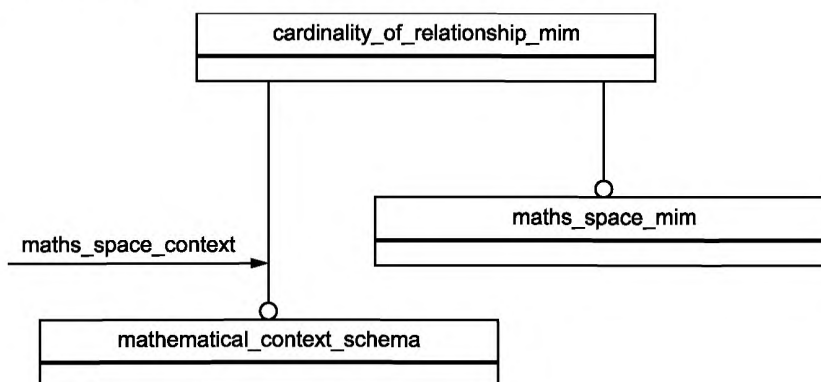 cardinality_of_relationship_mim
maths_space_mim
maths_space_context
mathematical_context_schema